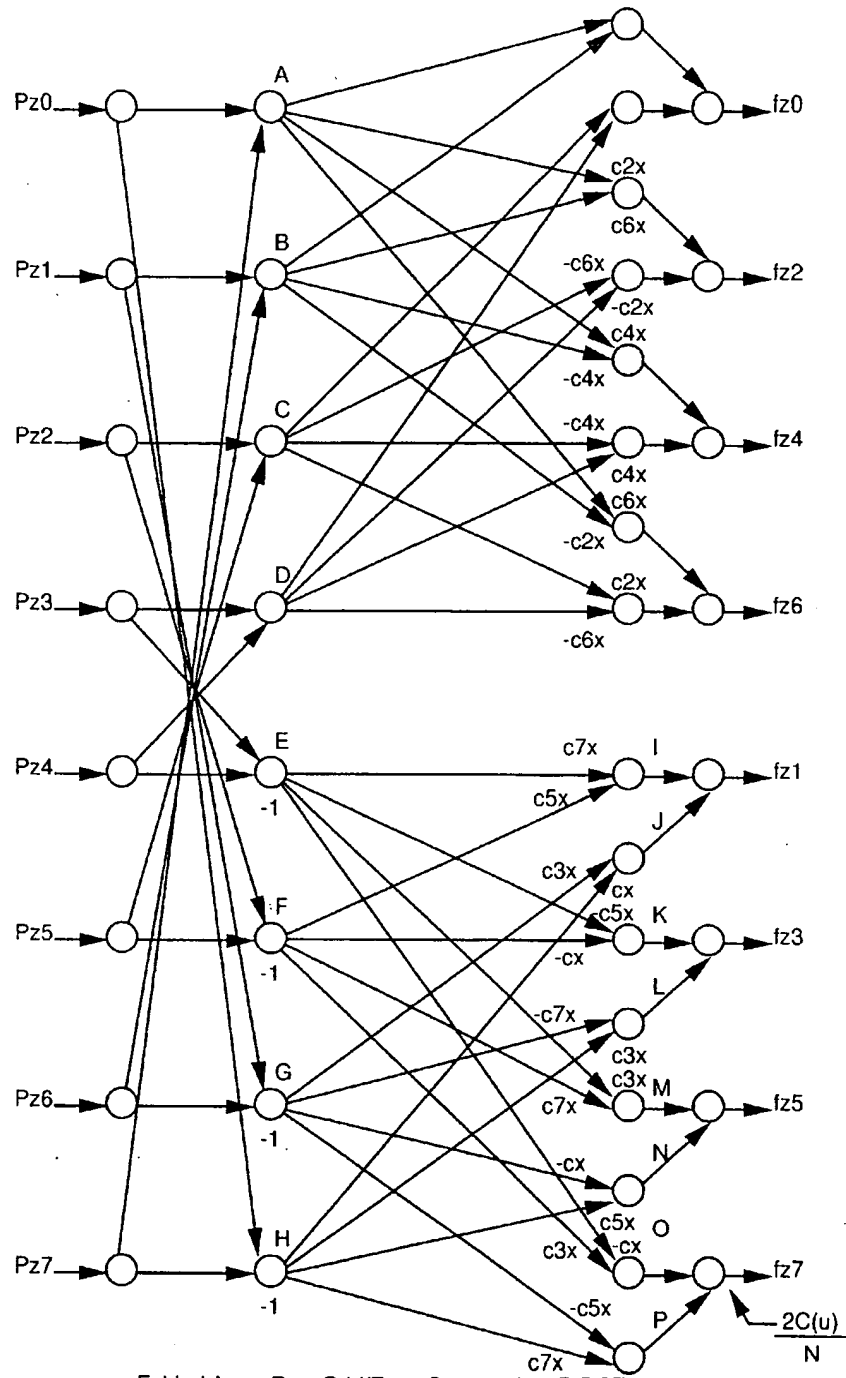 A
Pz0
fz0
c2x
B
c6x
Pz1
-c6x
fz2
-c2x
c4x
-c4x
C
Pz2
-c4x
fz4
c4x
c6x
-c2x
D
c2x
Pz3
fz6
-c6x
E
c7x
I
Pz4
fz1
-1
c5x
J
c3x
cx
F
-c5x
K
Pz5
fz3
-1
-cx
L
-c7x
c3x
G
c3x
M
Pz6
c7x
fz5
-1
-cx
N
c5x
O
H
c3x
-cx
Pz7
fz7
-1
-c5x
P
2C(u)
N
c7x